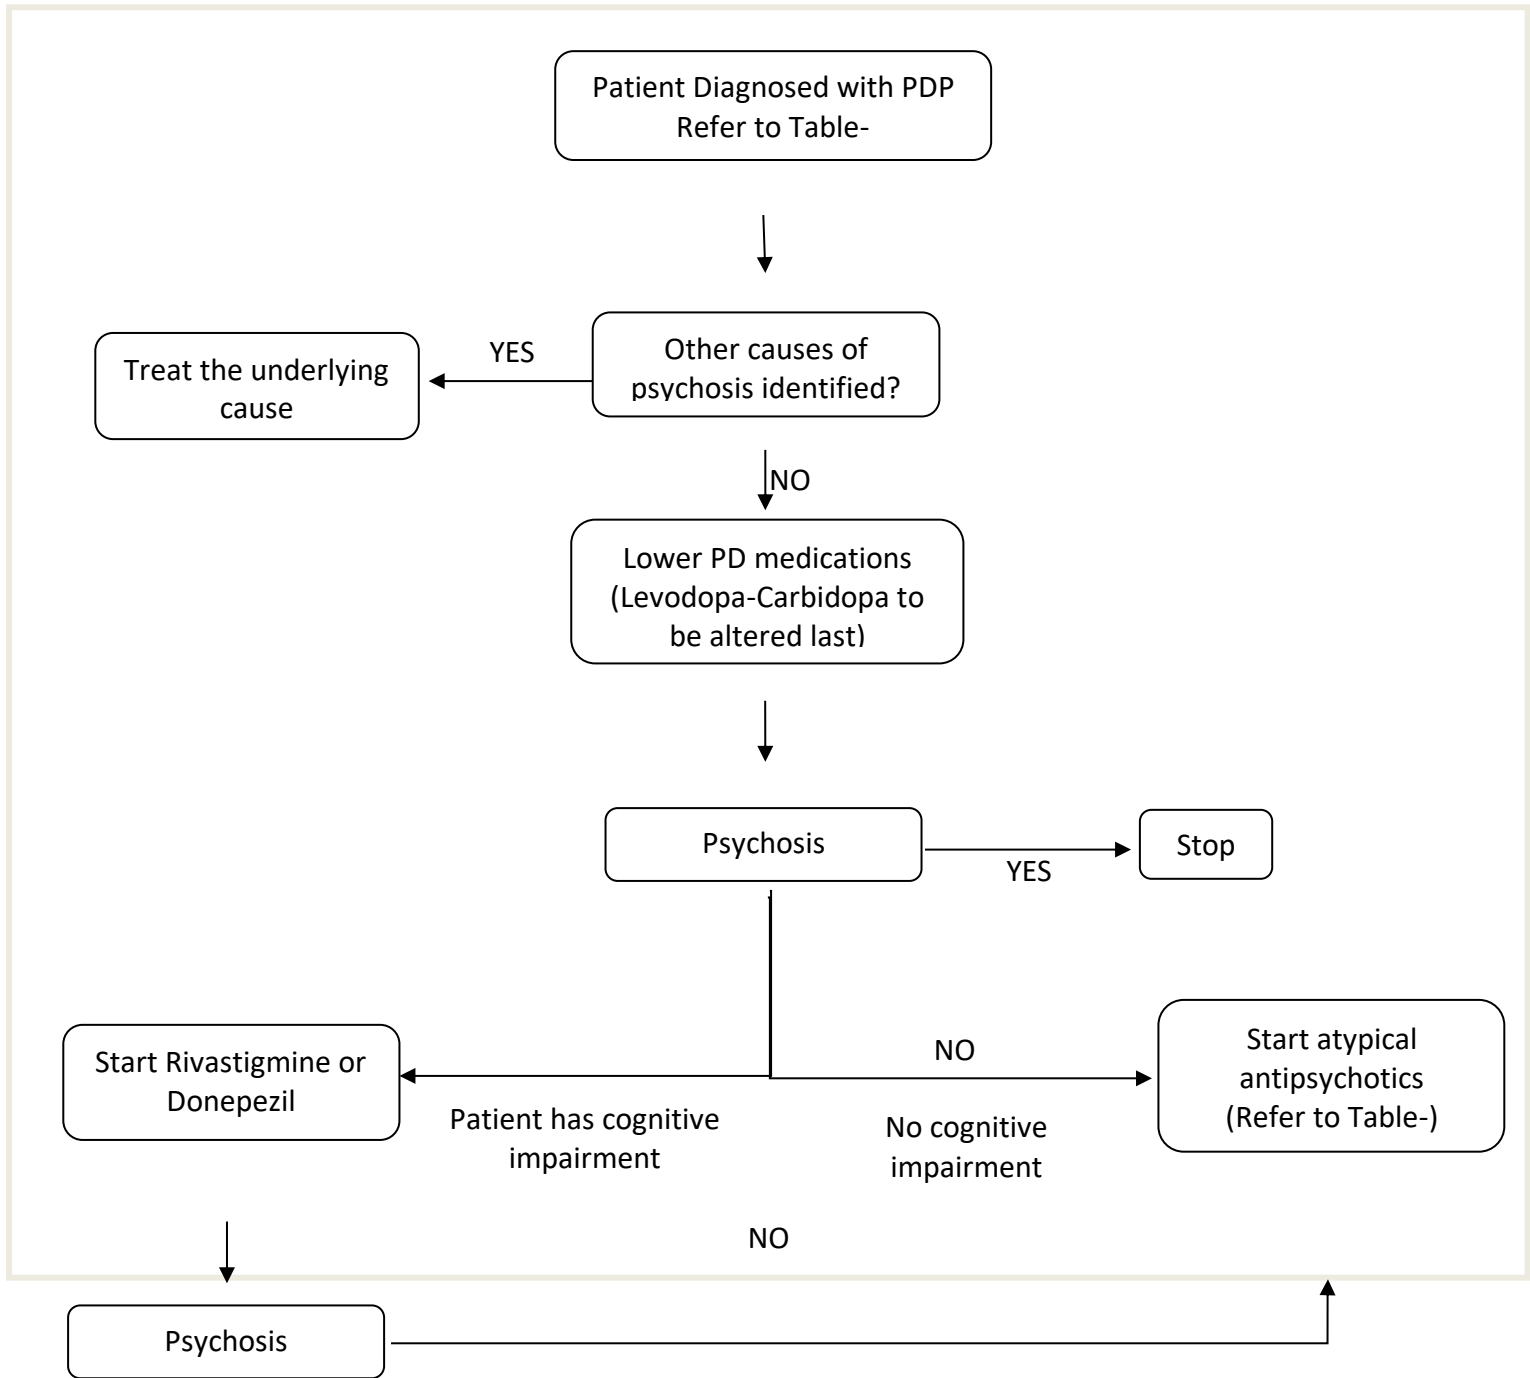 Patient Diagnosed with PDP
Refer to Table-
Other causes of
psychosis identified?
YES
Treat the underlying
cause
NO
Lower PD medications
(Levodopa-Carbidopa to
be altered last)
Psychosis
YES
Stop
Start Rivastigmine or
Donepezil
Patient has cognitive
impairment
NO
No cognitive
impairment
Start atypical
antipsychotics
(Refer to Table-)
NO
Psychosis